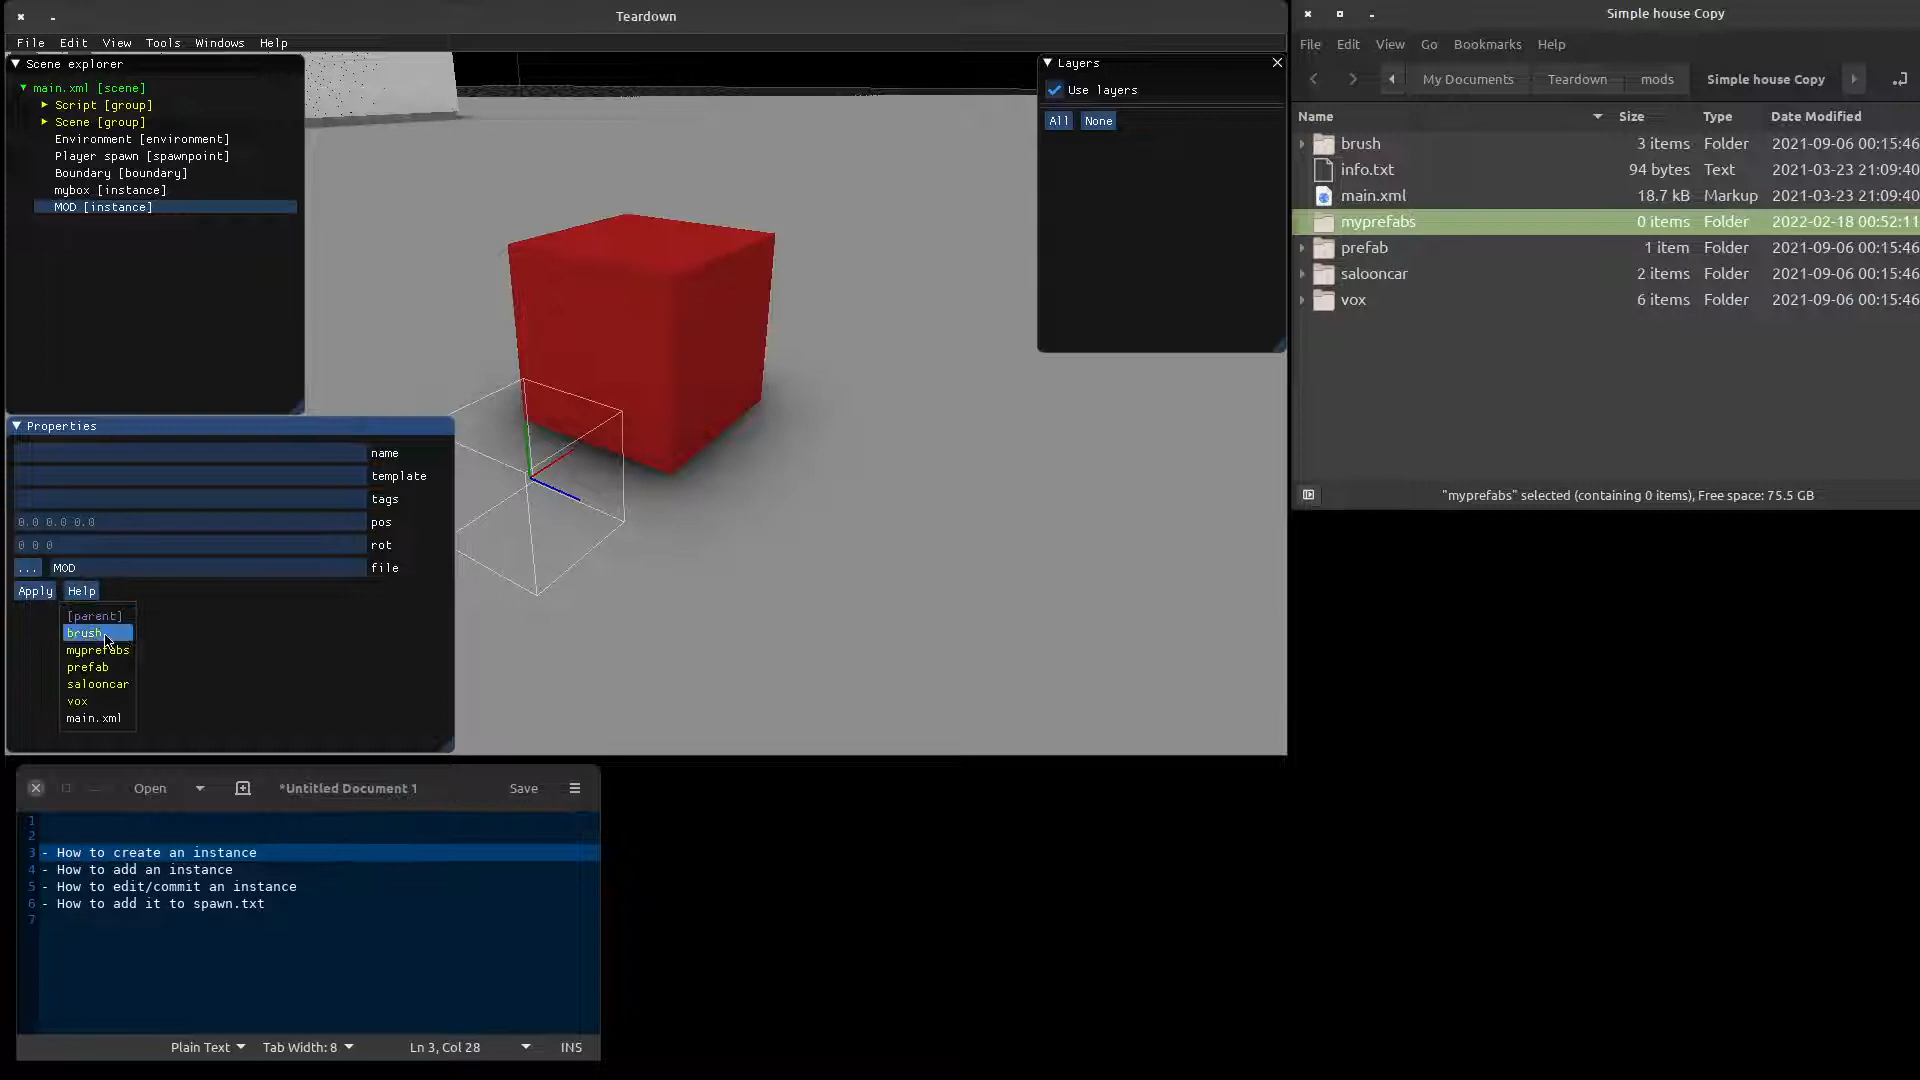 Teardown
File Edit View Tools Windows Help
Scene explorer
main.xml [scene]
Script [group]
Scene [group]
Environment [environment]
Player spawn [spawnpoint]
Boundary [boundary]
mybox [instance]
MOD [instance]
Layers
Use layers
All None
Properties
name
template
tags
0.0 0.0 0.0 pos
0 0 0 rot
... MOD file
Apply Help
[parent]
brush
myprefabs
prefab
salooncar
vox
main.xml
Open *Untitled Document 1 Save
1
2
3 - How to create an instance
4 - How to add an instance
5 - How to edit/commit an instance
6 - How to add it to spawn.txt
7
Plain Text Tab Width: 8 Ln 3, Col 28 INS
Simple house Copy
File Edit View Go Bookmarks Help
My Documents Teardown mods Simple house Copy
Name Size Type Date Modified
brush 3 items Folder 2021-09-06 00:15:46
info.txt 94 bytes Text 2021-03-23 21:09:40
main.xml 18.7 kB Markup 2021-03-23 21:09:40
myprefabs 0 items Folder 2022-02-18 00:52:11
prefab 1 item Folder 2021-09-06 00:15:46
salooncar 2 items Folder 2021-09-06 00:15:46
vox 6 items Folder 2021-09-06 00:15:46
"myprefabs" selected (containing 0 items), Free space: 75.5 GB